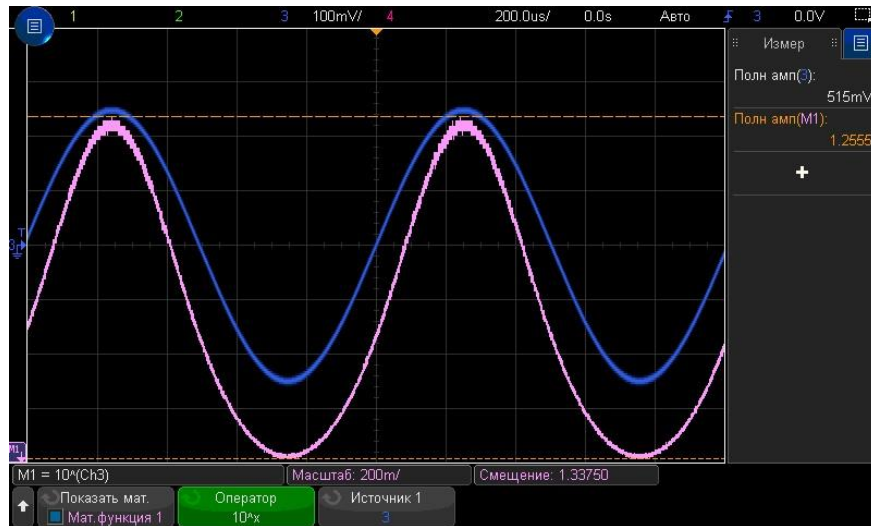 1 2 3 100mV/ 4 200.0us/ 0.0s Авто 3 0.0V
Измер
Полн амп(3):
515mV
Полн амп(M1):
1.2555
+
T
3
M1
M1 = 10^(Ch3) Масштаб: 200m/ Смещение: 1.33750
Показать мат. Оператор Источник 1
Мат.функция 1 10^x 3